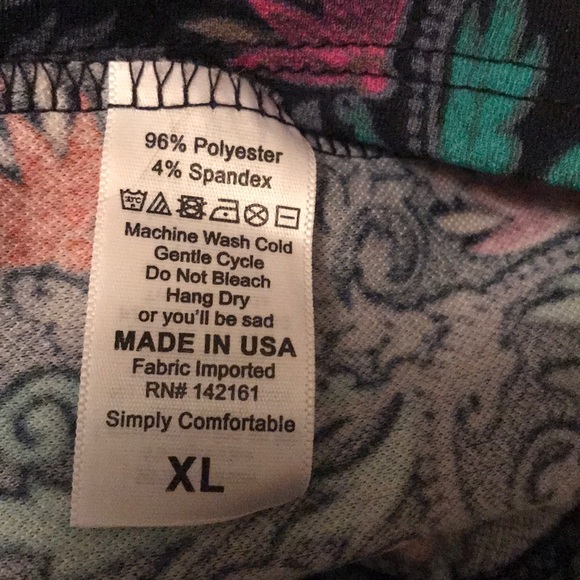 96% Polyester
4% Spandex
Machine Wash Cold
Gentle Cycle
Do Not Bleach
Hang Dry
or you'll be sad
MADE IN USA
Fabric Imported
RN# 142161
Simply Comfortable
XL